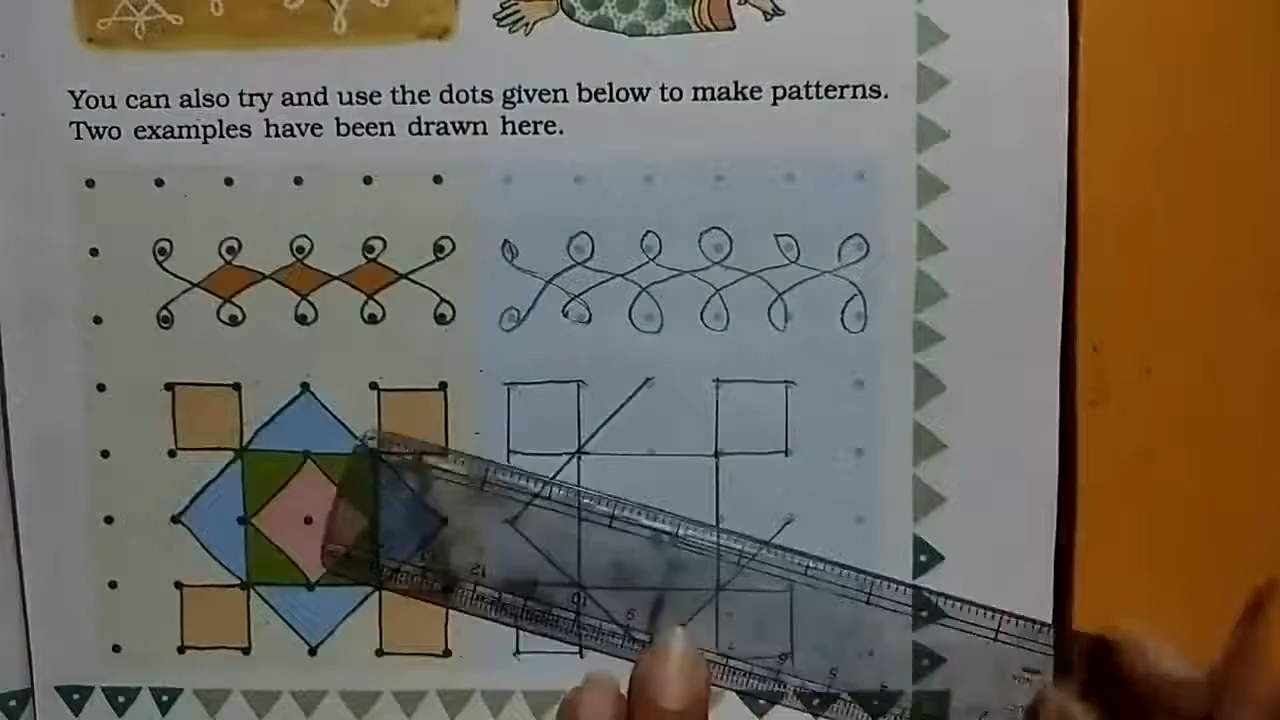 You can also try and use the dots given below to make patterns.
Two examples have been drawn here.